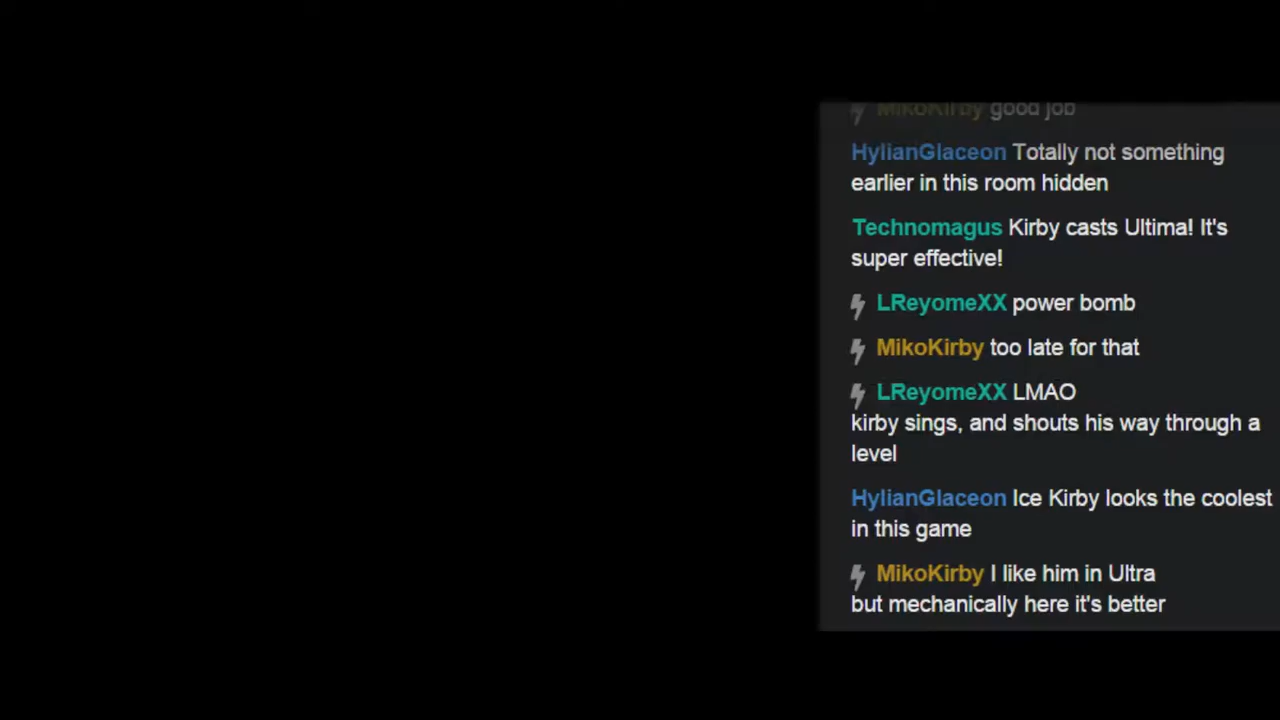 MikoKirby good job
HylianGlaceon Totally not something
earlier in this room hidden
Technomagus Kirby casts Ultima! It's
super effective!
LReyomeXX power bomb
MikoKirby too late for that
LReyomeXX LMAO
kirby sings, and shouts his way through a
level
HylianGlaceon Ice Kirby looks the coolest
in this game
MikoKirby I like him in Ultra
but mechanically here it's better